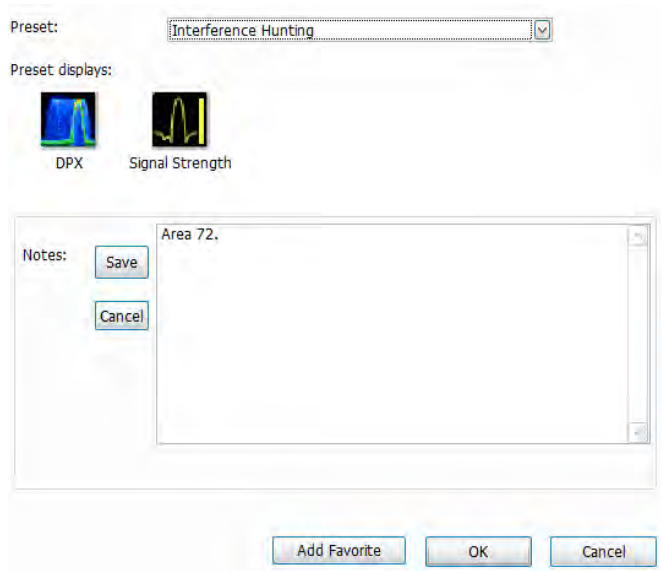 Preset: Interference Hunting
Preset displays:
DPX Signal Strength
Area 72.
Notes: Save
Cancel
Add Favorite OK Cancel